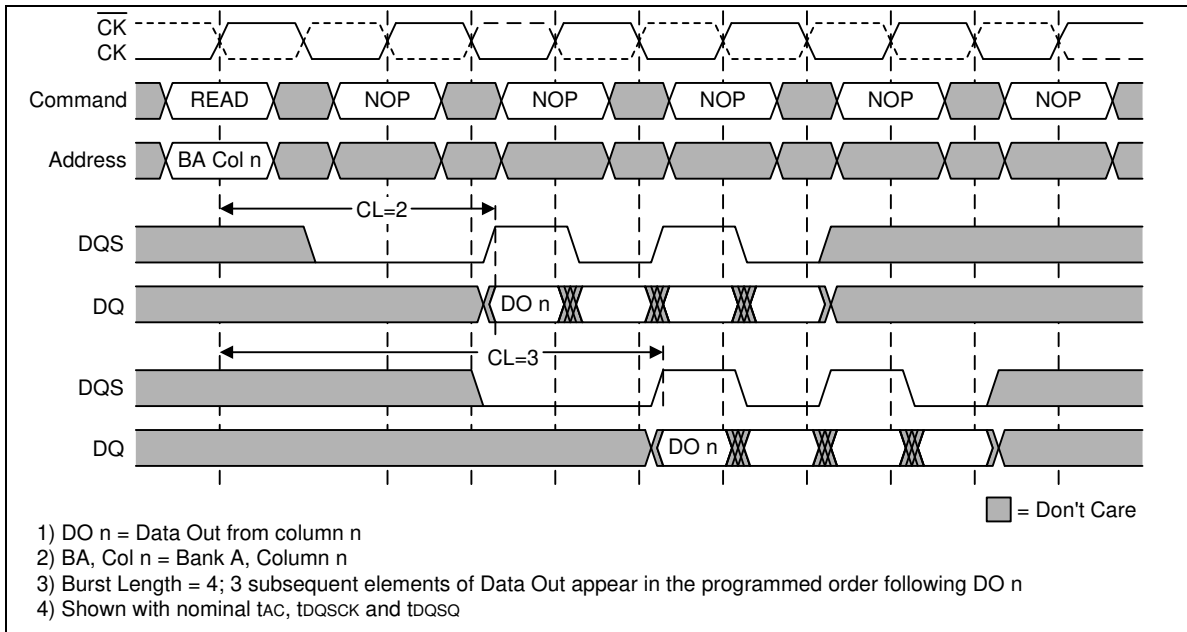 CK
CK
Command READ NOP NOP NOP NOP NOP
Address BA Col n
CL=2
DQS
DQ DO n
CL=3
DQS
DQ DO n
= Don't Care
1) DO n = Data Out from column n
2) BA, Col n = Bank A, Column n
3) Burst Length = 4; 3 subsequent elements of Data Out appear in the programmed order following DO n
4) Shown with nominal tAC, tDQSCK and tDQSQ